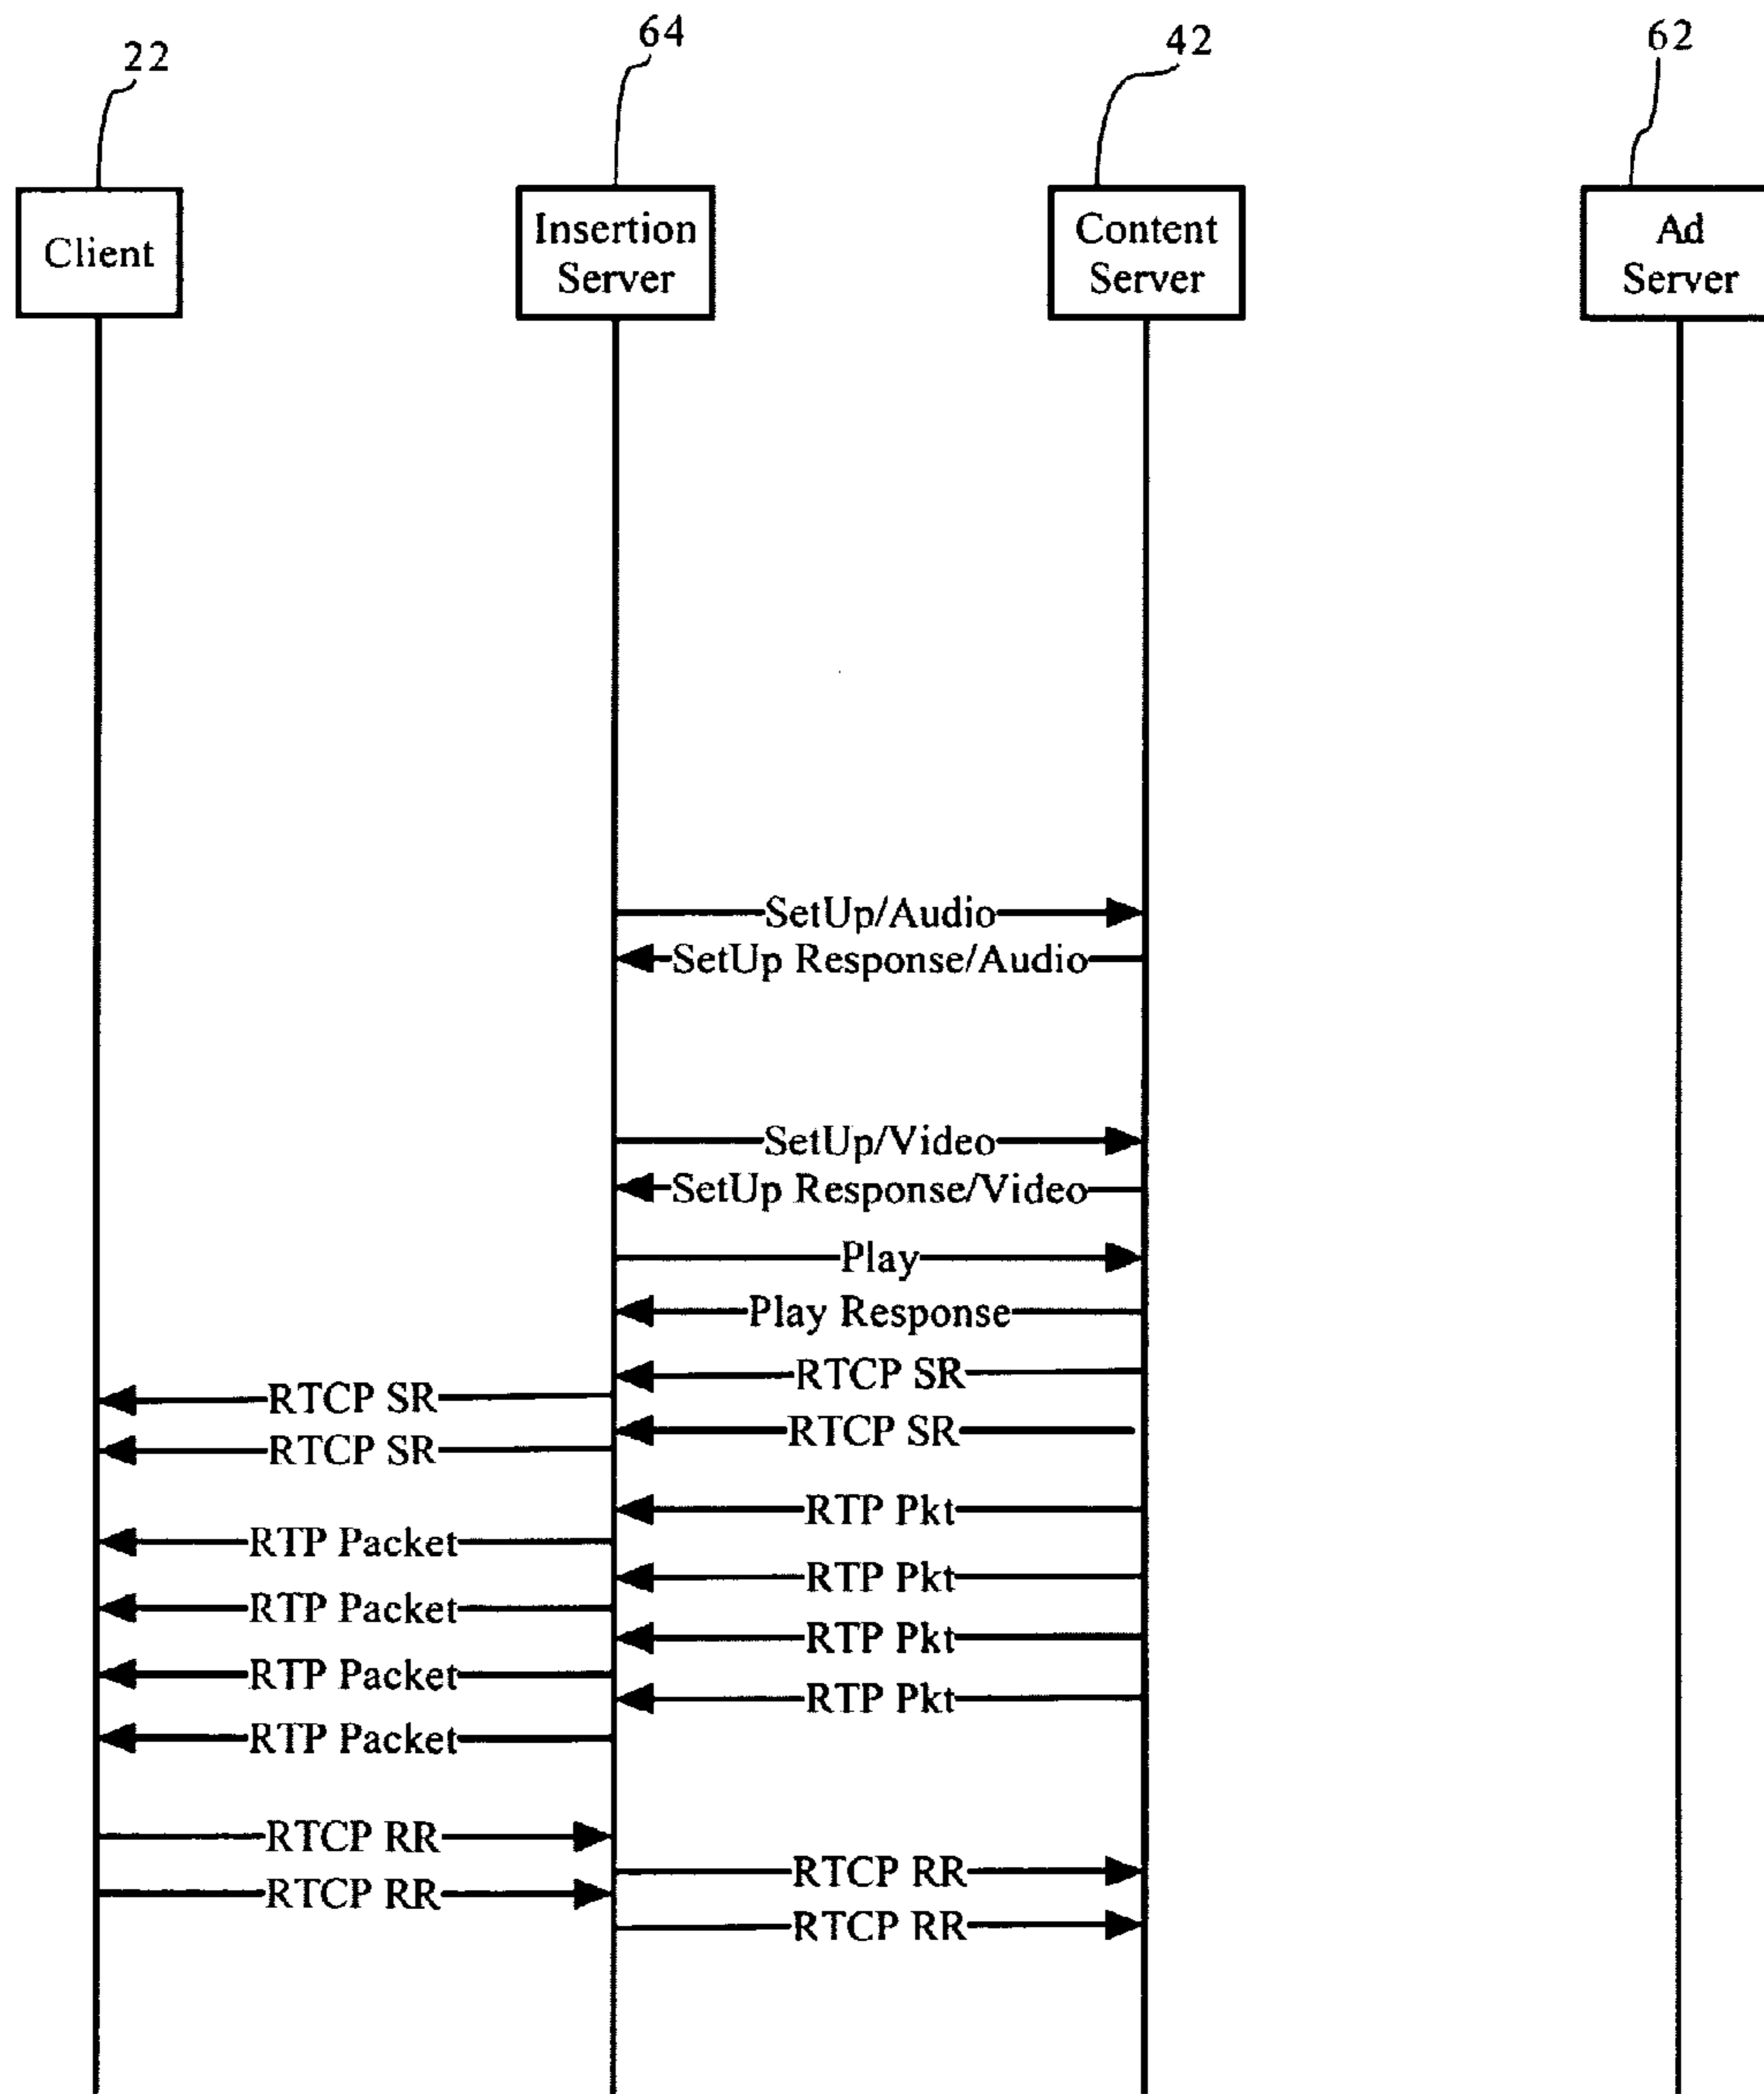 22
64
42
62
Client
Insertion
Server
Content
Server
Ad
Server
SetUp/Audio
SetUp Response/Audio
SetUp/Video
SetUp Response/Video
Play
Play Response
RTCP SR
RTCP SR
RTCP SR
RTCP SR
RTP Pkt
RTP Packet
RTP Pkt
RTP Packet
RTP Pkt
RTP Packet
RTP Pkt
RTP Packet
RTCP RR
RTCP RR
RTCP RR
RTCP RR